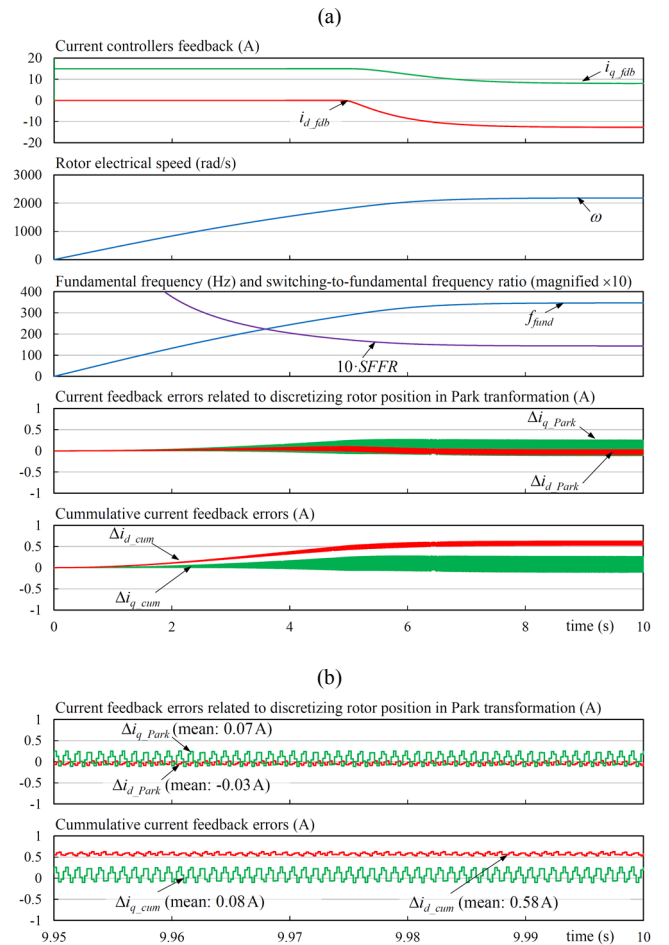 (a)
Current controllers feedback (A)
20
10
0
-10
-20
i_q_fdb
i_d_fdb
Rotor electrical speed (rad/s)
3000
2000
1000
0
ω
Fundamental frequency (Hz) and switching-to-fundamental frequency ratio (magnified ×10)
400
300
200
100
0
f_fund
10·SFFR
Current feedback errors related to discretizing rotor position in Park tranformation (A)
1
0.5
0
-0.5
-1
Δi_q_Park
Δi_d_Park
Cummulative current feedback errors (A)
1
0.5
0
0.5
1
Δi_d_cum
Δi_q_cum
0 2 4 6 8 time (s) 10
(b)
Current feedback errors related to discretizing rotor position in Park transformation (A)
1
0.5
0
-0.5
-1
Δi_q_Park (mean: 0.07 A)
Δi_d_Park (mean: -0.03 A)
Cummulative current feedback errors (A)
1
0.5
0
0.5
-1
Δi_q_cum (mean: 0.08 A)
Δi_d_cum (mean: 0.58 A)
9.95 9.96 9.97 9.98 9.99 time (s) 10